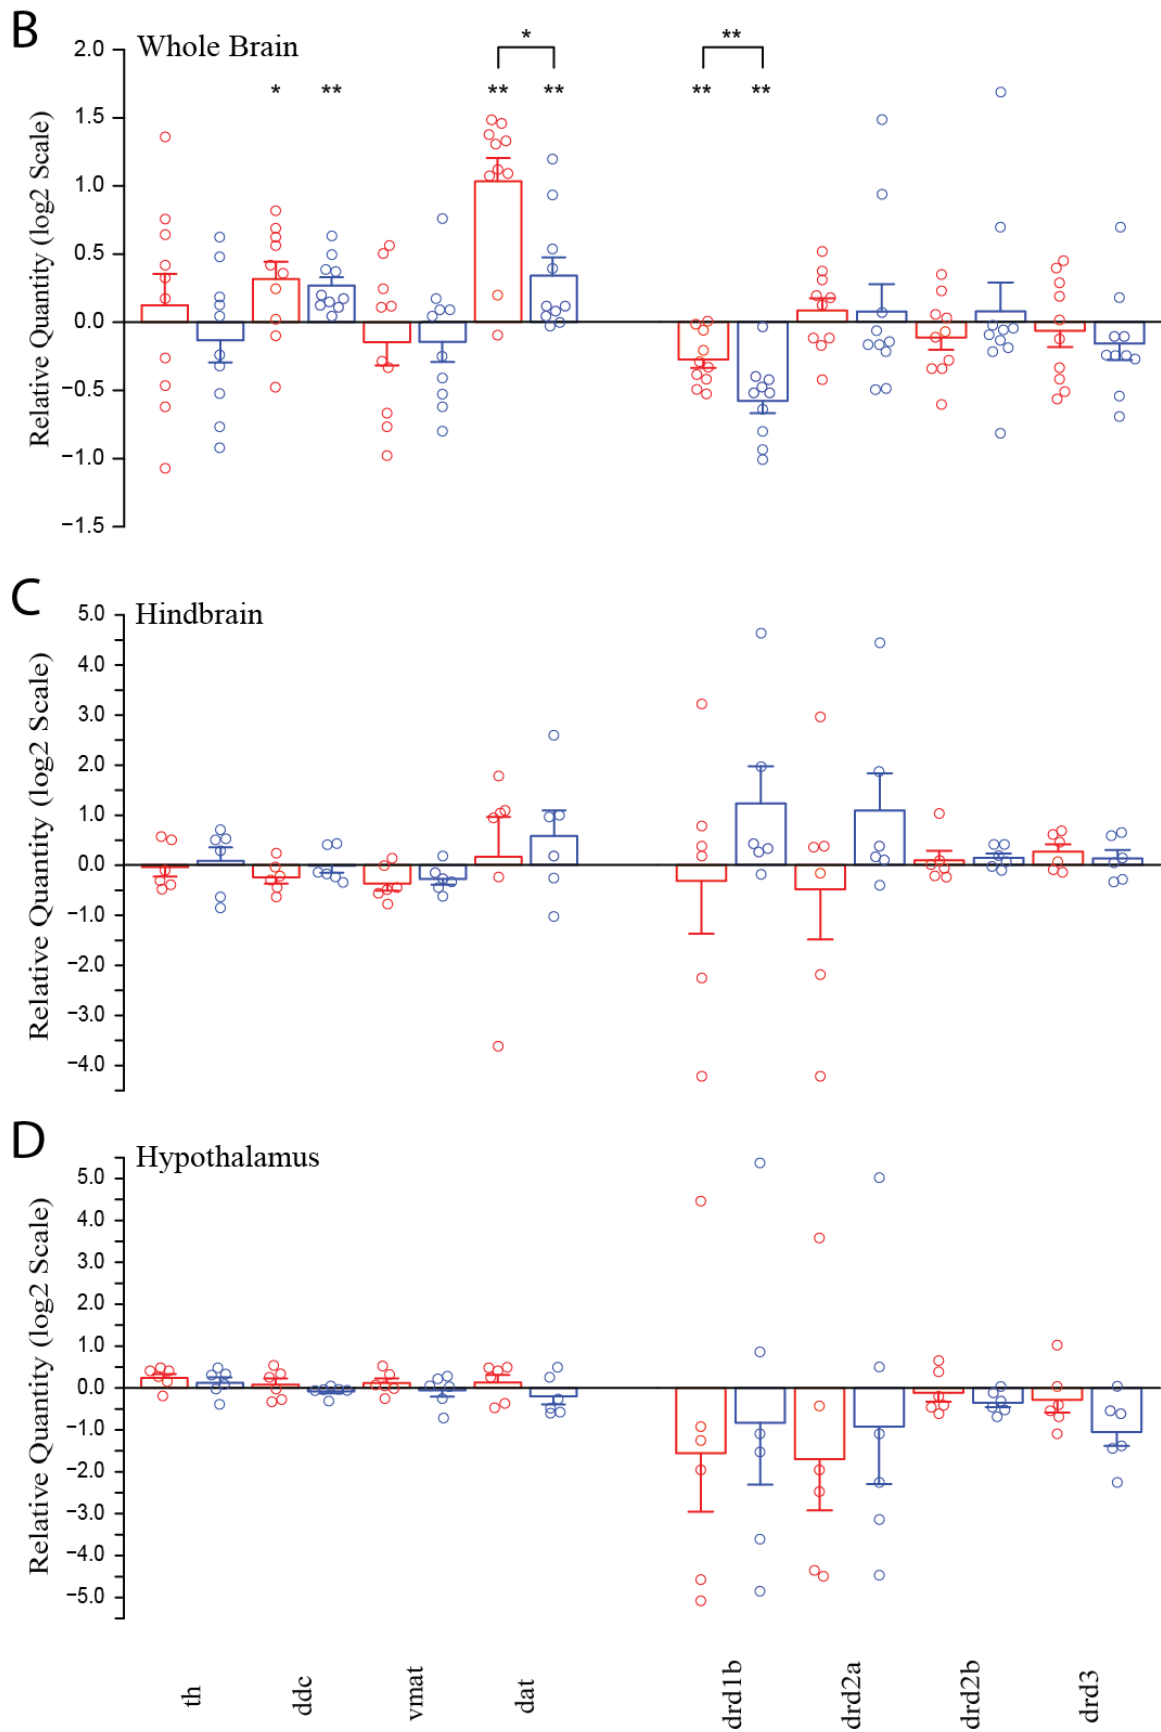 B
Whole Brain
* **
2.0
* ** ** ** ** **
1.5
1.0
0.5
0.0
−0.5
−1.0
−1.5
Relative Quantity (log2 Scale)
C
Hindbrain
5.0
4.0
3.0
2.0
1.0
0.0
−1.0
−2.0
−3.0
−4.0
Relative Quantity (log2 Scale)
D
Hypothalamus
5.0
4.0
3.0
2.0
1.0
0.0
−1.0
−2.0
−3.0
−4.0
−5.0
Relative Quantity (log2 Scale)
th ddc vmat dat drd1b drd2a drd2b drd3